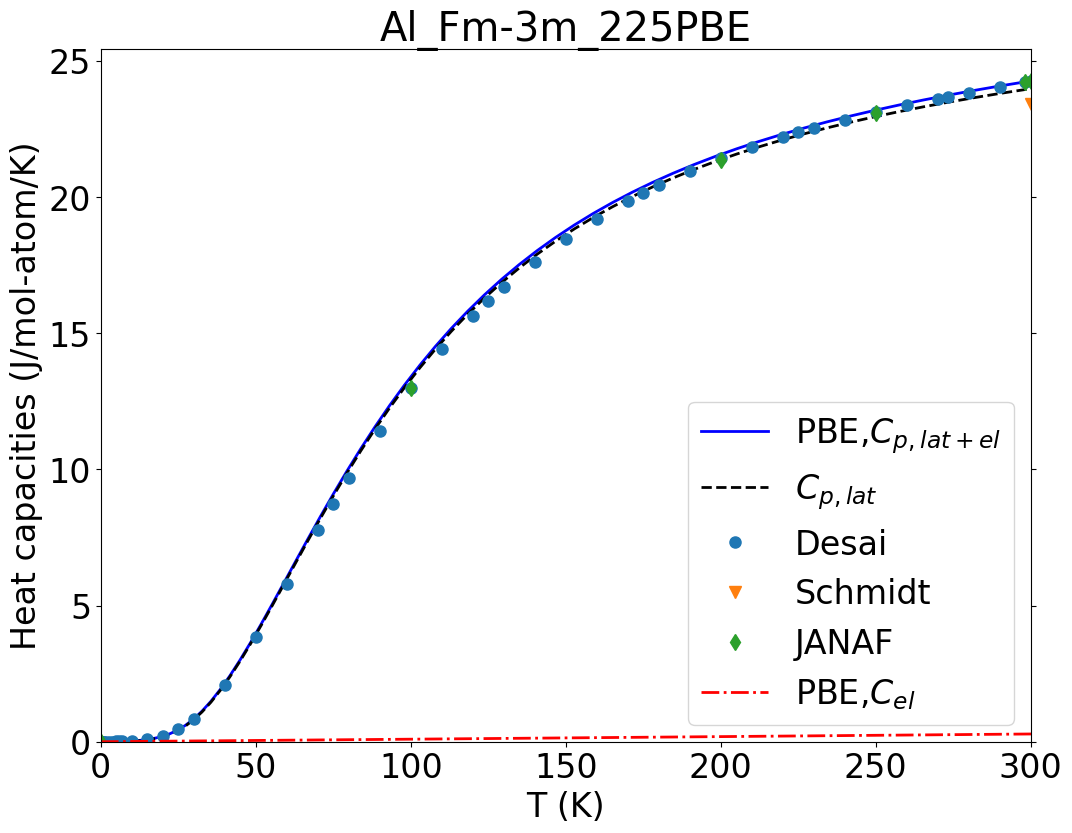 Al_Fm-3m_225PBE
Heat capacities (J/mol-atom/K)
25
20
15
10
5
0
PBE,Cp,lat+el
Cp,lat
Desai
Schmidt
JANAF
PBE,Cel
0 50 100 150 200 250 300
T (K)